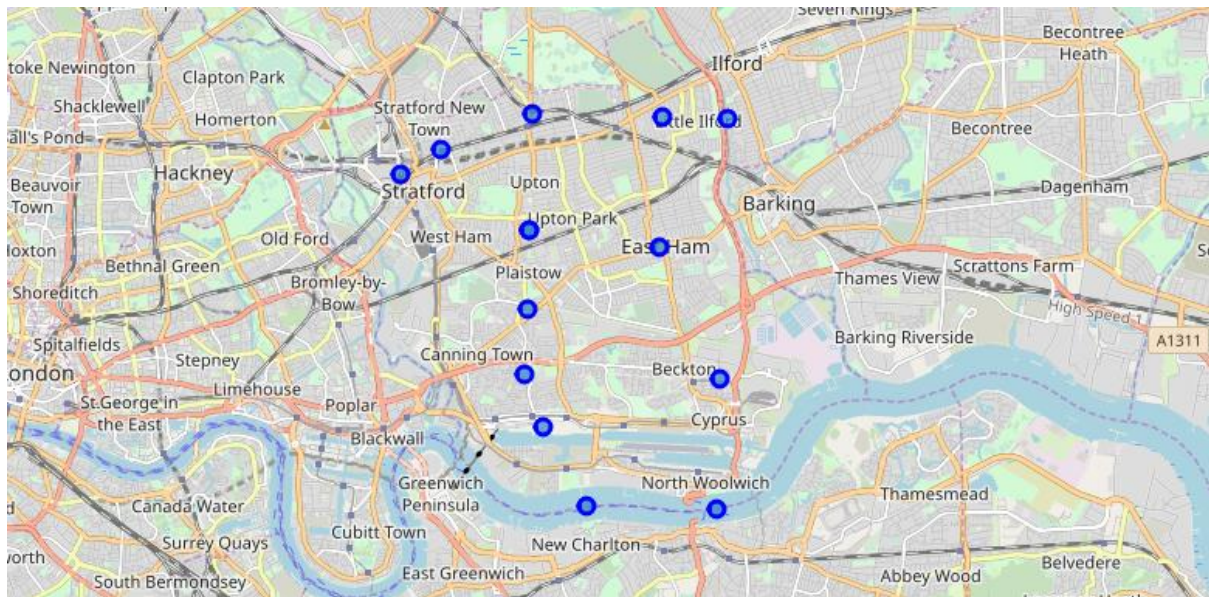 Seven Kings
Becontree
Heath
toke Newington
Clapton Park
Ilford
Shacklewell
Stratford New
Town
Homerton
ttle Ilford
Becontree
all's Pond
Hackney
Stratford
Upton
Beauvoir
Town
Dagenham
Barking
Upton Park
Old Ford
West Ham
East Ham
oxton
Bethnal Green
Plaistow
Thames View
Scrattons Farm
Bromley-by-
Bow
Shoreditch
High Speed 1
Spitalfields
Stepney
Canning Town
Barking Riverside
A1311
ondon
Limehouse
Beckton
St.George in
the East
Poplar
Cyprus
Blackwall
Greenwich
Peninsula
North Woolwich
Canada Water
Thamesmead
Cubitt Town
Surrey Quays
New Charlton
worth
East Greenwich
Belvedere
South Bermondsey
Abbey Wood